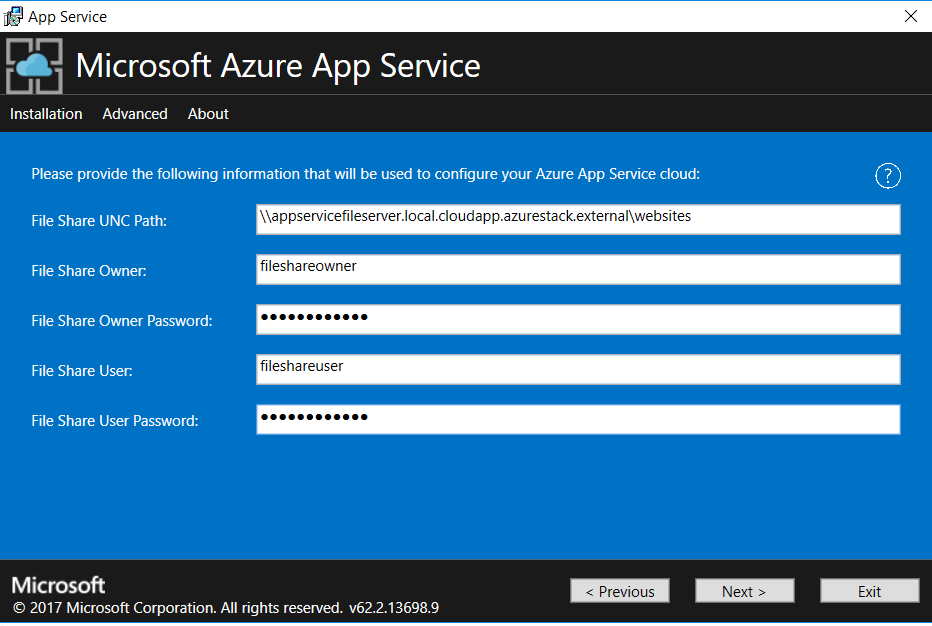 App Service
Microsoft Azure App Service
Installation Advanced About
Please provide the following information that will be used to configure your Azure App Service cloud: ?
File Share UNC Path: \\appservicefileserver.local.cloudapp.azurestack.external\websites
File Share Owner: fileshareowner
File Share Owner Password: ●●●●●●●●●●●●
File Share User: fileshareuser
File Share User Password: ●●●●●●●●●●●●
Microsoft
© 2017 Microsoft Corporation. All rights reserved. v62.2.13698.9
< Previous Next > Exit